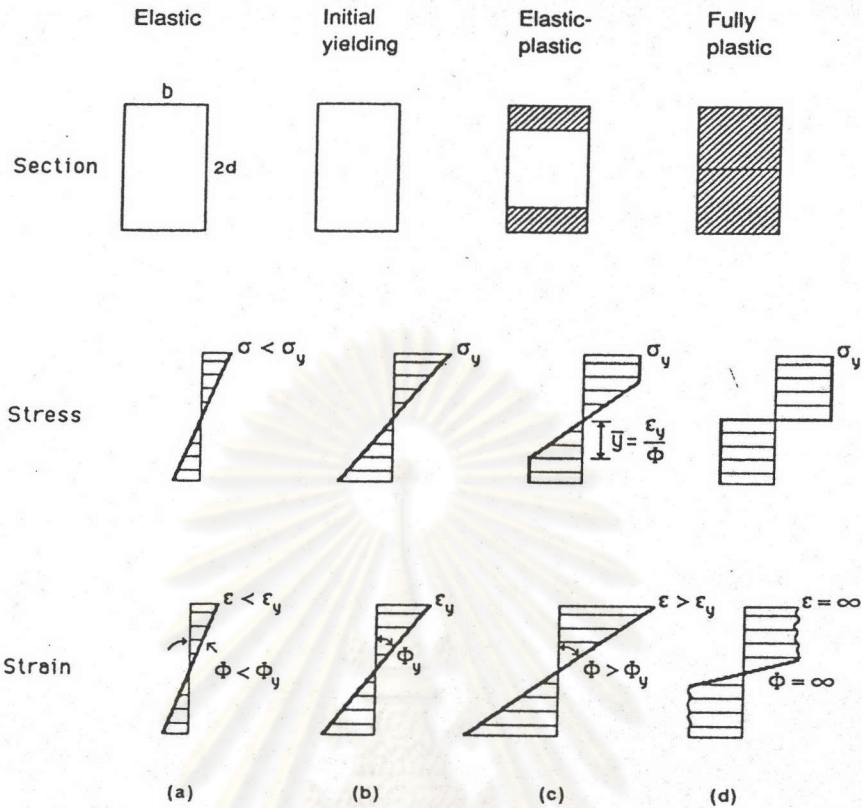 Elastic Initial yielding Elastic-plastic Fully plastic
b
Section 2d
σ < σy σy σy σy
Stress
ȳ = εy/Φ
ε < εy εy ε > εy ε = ∞
Strain
Φ < Φy Φy Φ > Φy Φ = ∞
(a) (b) (c) (d)